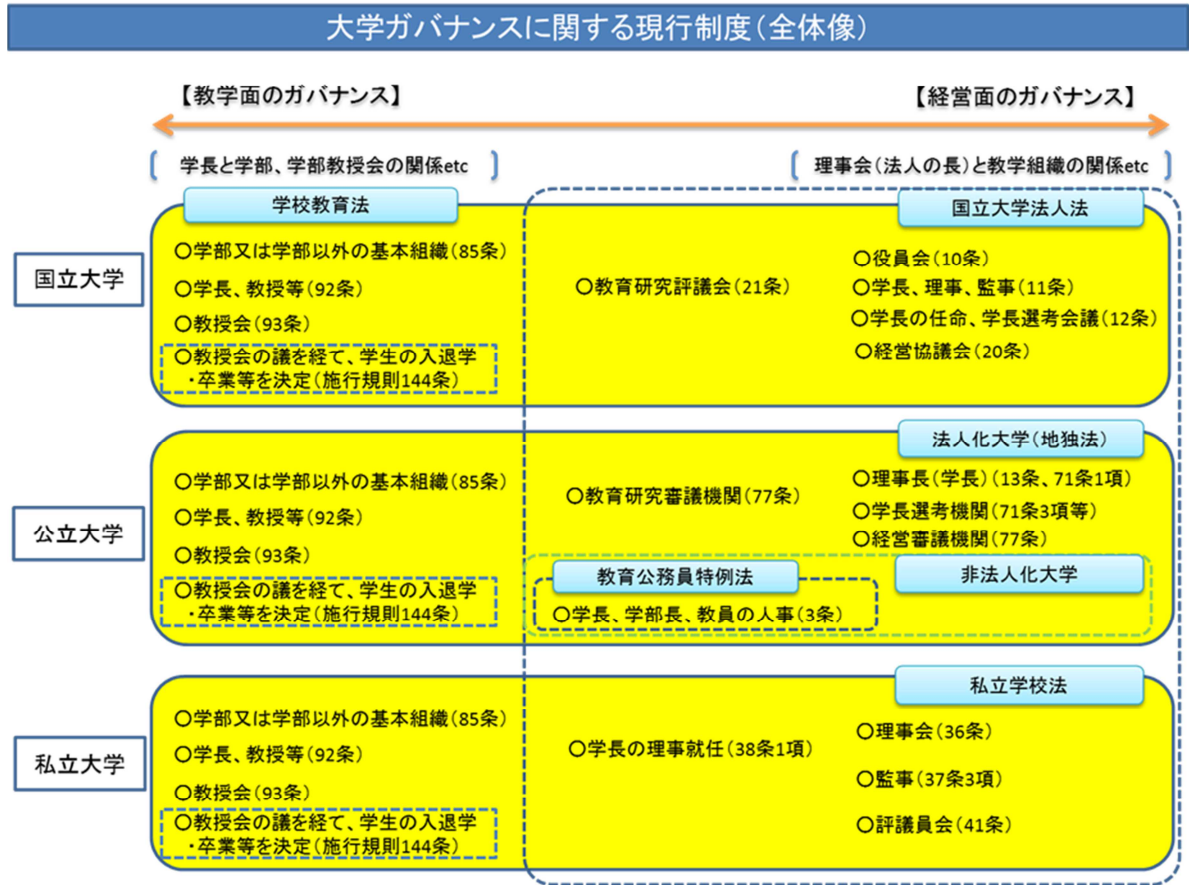 大学ガバナンスに関する現行制度(全体像)
【教学面のガバナンス】
【経営面のガバナンス】
学長と学部、学部教授会の関係etc
理事会(法人の長)と教学組織の関係etc
国立大学
学校教育法
○学部又は学部以外の基本組織(85条)
○学長、教授等(92条)
○教授会(93条)
○教授会の議を経て、学生の入退学
・卒業等を決定(施行規則144条)
○教育研究評議会(21条)
国立大学法人法
○役員会(10条)
○学長、理事、監事(11条)
○学長の任命、学長選考会議(12条)
○経営協議会(20条)
公立大学
○学部又は学部以外の基本組織(85条)
○学長、教授等(92条)
○教授会(93条)
○教授会の議を経て、学生の入退学
・卒業等を決定(施行規則144条)
○教育研究審議機関(77条)
法人化大学(地独法)
○理事長(学長)(13条、71条1項)
○学長選考機関(71条3項等)
○経営審議機関(77条)
教育公務員特例法
○学長、学部長、教員の人事(3条)
非法人化大学
私立大学
○学部又は学部以外の基本組織(85条)
○学長、教授等(92条)
○教授会(93条)
○教授会の議を経て、学生の入退学
・卒業等を決定(施行規則144条)
○学長の理事就任(38条1項)
私立学校法
○理事会(36条)
○監事(37条3項)
○評議員会(41条)